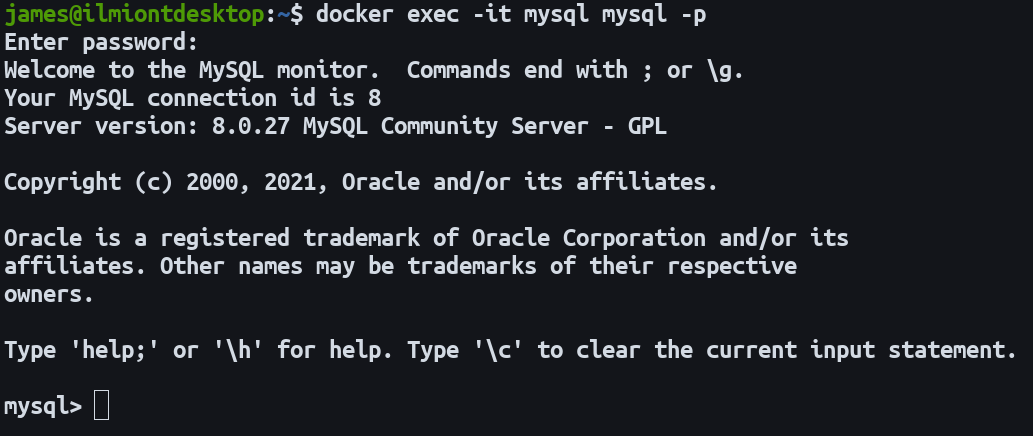 james@ilmiontdesktop:~$ docker exec -it mysql mysql -p
Enter password:
Welcome to the MySQL monitor.  Commands end with ; or \g.
Your MySQL connection id is 8
Server version: 8.0.27 MySQL Community Server - GPL
Copyright (c) 2000, 2021, Oracle and/or its affiliates.
Oracle is a registered trademark of Oracle Corporation and/or its
affiliates. Other names may be trademarks of their respective
owners.
Type 'help;' or '\h' for help. Type '\c' to clear the current input statement.
mysql>